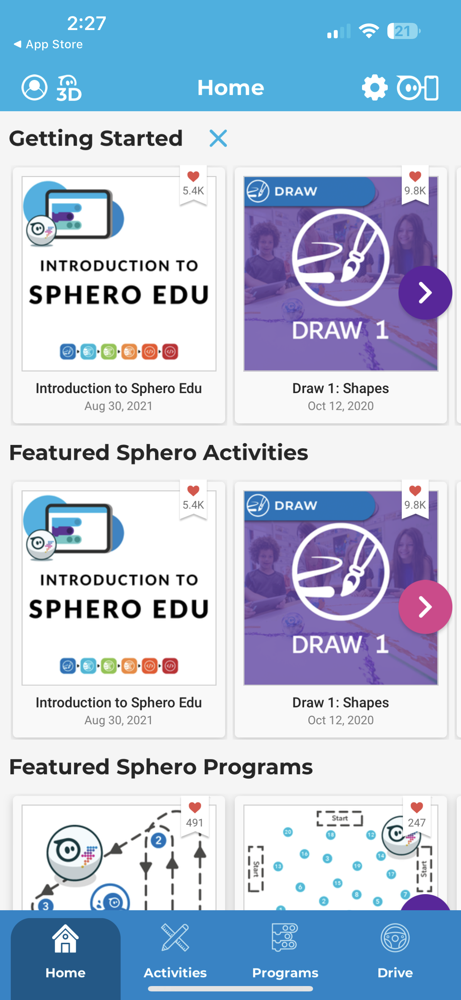 2:27
21
App Store
3D
Home
Getting Started
5.4K
INTRODUCTION TO
SPHERO EDU
Introduction to Sphero Edu
Aug 30, 2021
DRAW
9.8K
DRAW 1
Draw 1: Shapes
Oct 12, 2020
Featured Sphero Activities
5.4K
INTRODUCTION TO
SPHERO EDU
Introduction to Sphero Edu
Aug 30, 2021
DRAW
9.8K
DRAW 1
Draw 1: Shapes
Oct 12, 2020
Featured Sphero Programs
491
2
3
Start
247
20
18
12
16
3
14
Start
13
19
Start
17
6
15
8
7
2
5
1
Home
Activities
Programs
Drive